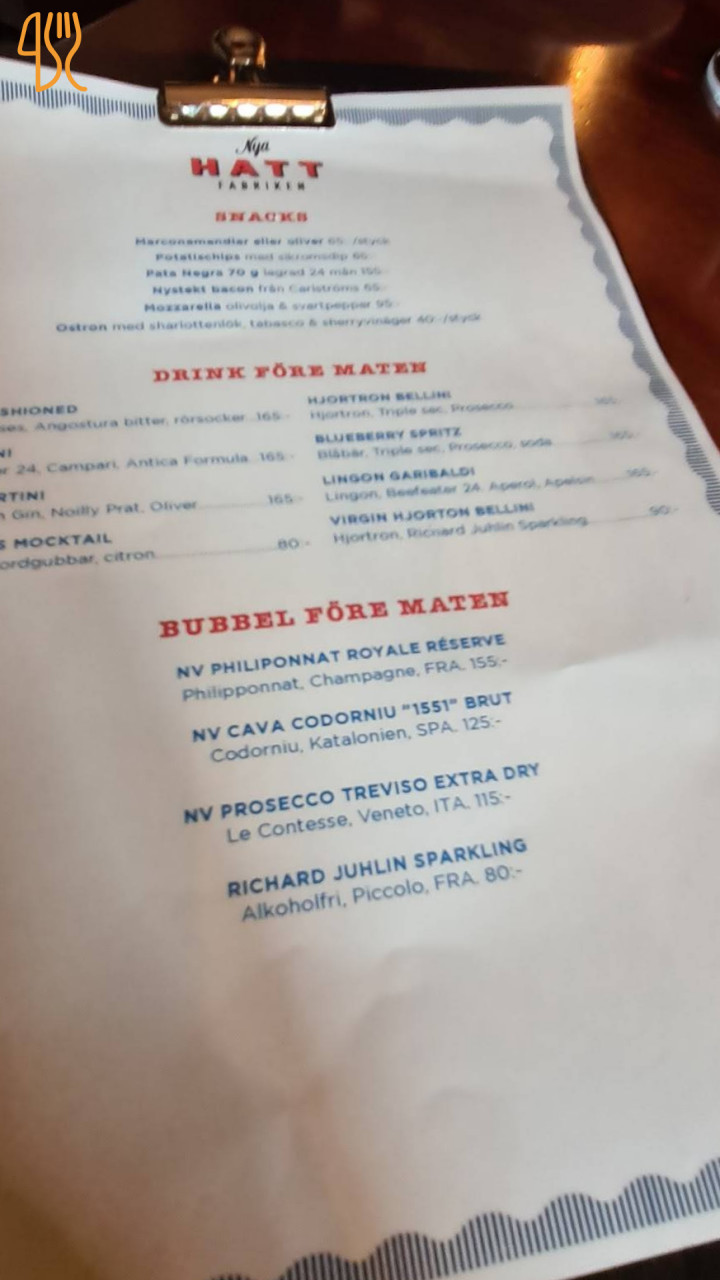 Nya
HATT
FABRIKEN
SNACKS
Marconamandlar eller oliver 65:-/styck
Potatischips med sikromsdip 65:-
Pata Negra 70 g lagrad 24 mån 155:-
Nystekt bacon från Carlströms 65:-
Mozzarella olivolja & svartpeppar 95:-
Ostron med sharlottenlök, tabasco & sherryvinäger 40:-/styck
DRINK FÖRE MATEN
SHIONED
ses, Angostura bitter, rörsocker 165:-
NI
er 24, Campari, Antica Formula 165:-
RTINI
n Gin, Noilly Prat, Oliver 165:-
S MOCKTAIL
ordgubbar, citron 80:-
HJORTRON BELLINI
Hjortron, Triple sec, Prosecco 165:-
BLUEBERRY SPRITZ
Blåbär, Triple sec, Prosecco, soda 165:-
LINGON GARIBALDI
Lingon, Beefeater 24, Aperol, Apelsin 165:-
VIRGIN HJORTON BELLINI
Hjortron, Richard Juhlin Sparkling 90:-
BUBBEL FÖRE MATEN
NV PHILIPONNAT ROYALE RÉSERVE
Philipponnat, Champagne, FRA. 155:-
NV CAVA CODORNIU "1551" BRUT
Codorniu, Katalonien, SPA. 125:-
NV PROSECCO TREVISO EXTRA DRY
Le Contesse, Veneto, ITA. 115:-
RICHARD JUHLIN SPARKLING
Alkoholfri, Piccolo, FRA. 80:-